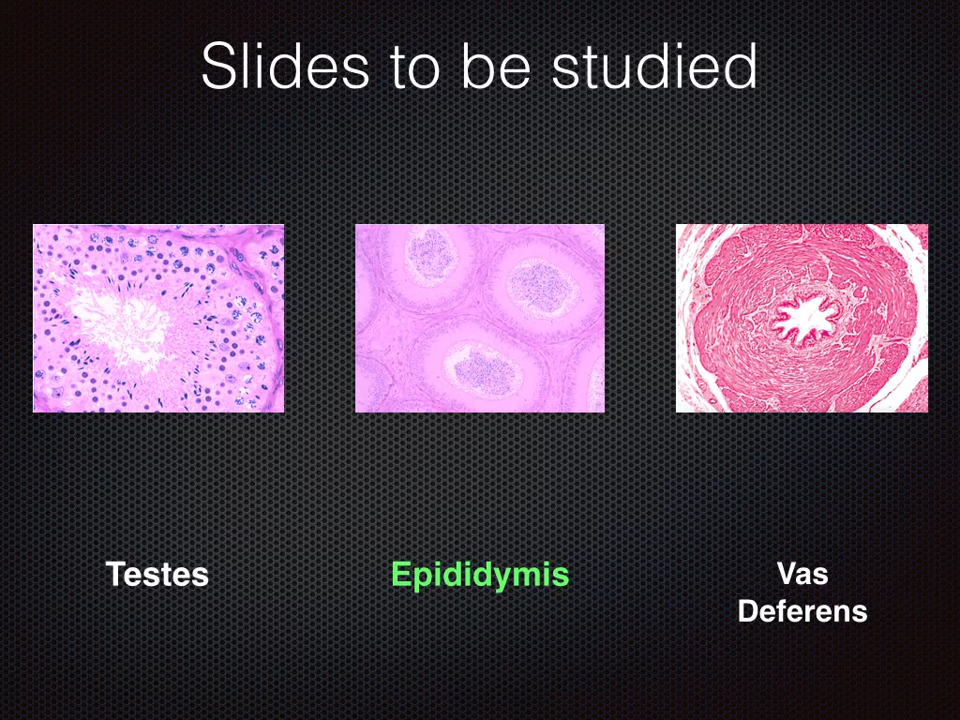 Slides to be studied
Testes
Epididymis
Vas
Deferens